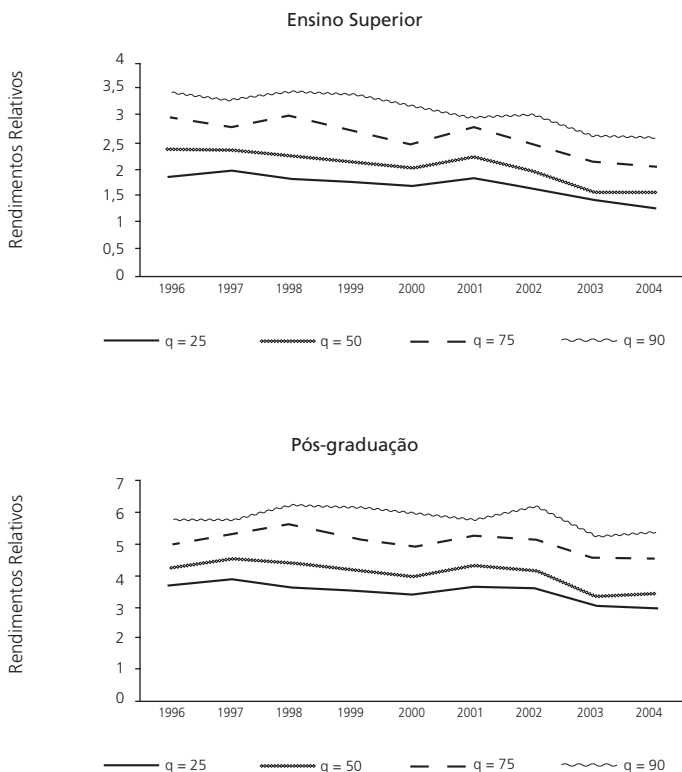 Ensino Superior
Rendimentos Relativos
4
3,5
3
2,5
2
1,5
1
0,5
0
1996 1997 1998 1999 2000 2001 2002 2003 2004
q = 25 q = 50 q = 75 q = 90
Pós-graduação
Rendimentos Relativos
7
6
5
4
3
2
1
0
1996 1997 1998 1999 2000 2001 2002 2003 2004
q = 25 q = 50 q = 75 q = 90